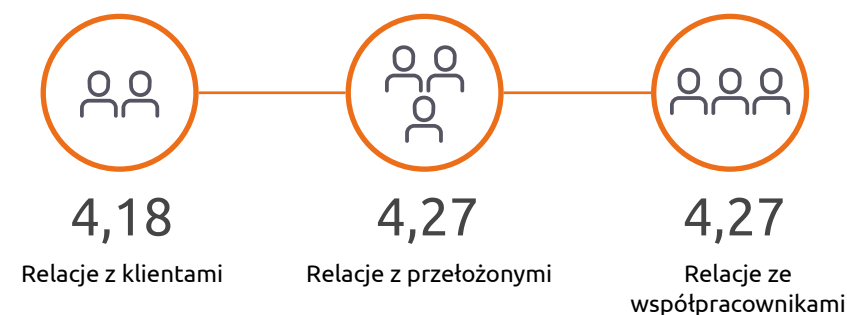 4,18
Relacje z klientami
4,27
Relacje z przełożonymi
4,27
Relacje ze
współpracownikami